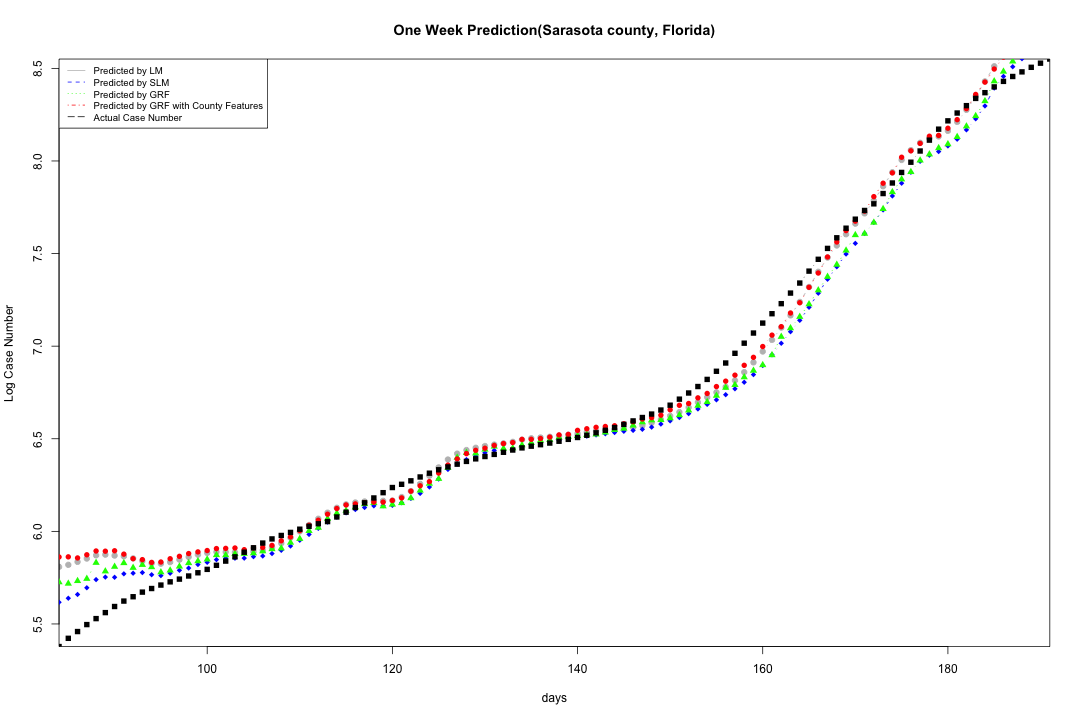 One Week Prediction(Sarasota county, Florida)
Predicted by LM
Predicted by SLM
Predicted by GRF
Predicted by GRF with County Features
Actual Case Number
8.5
8.0
7.5
7.0
6.5
6.0
5.5
Log Case Number
100 120 140 160 180
days